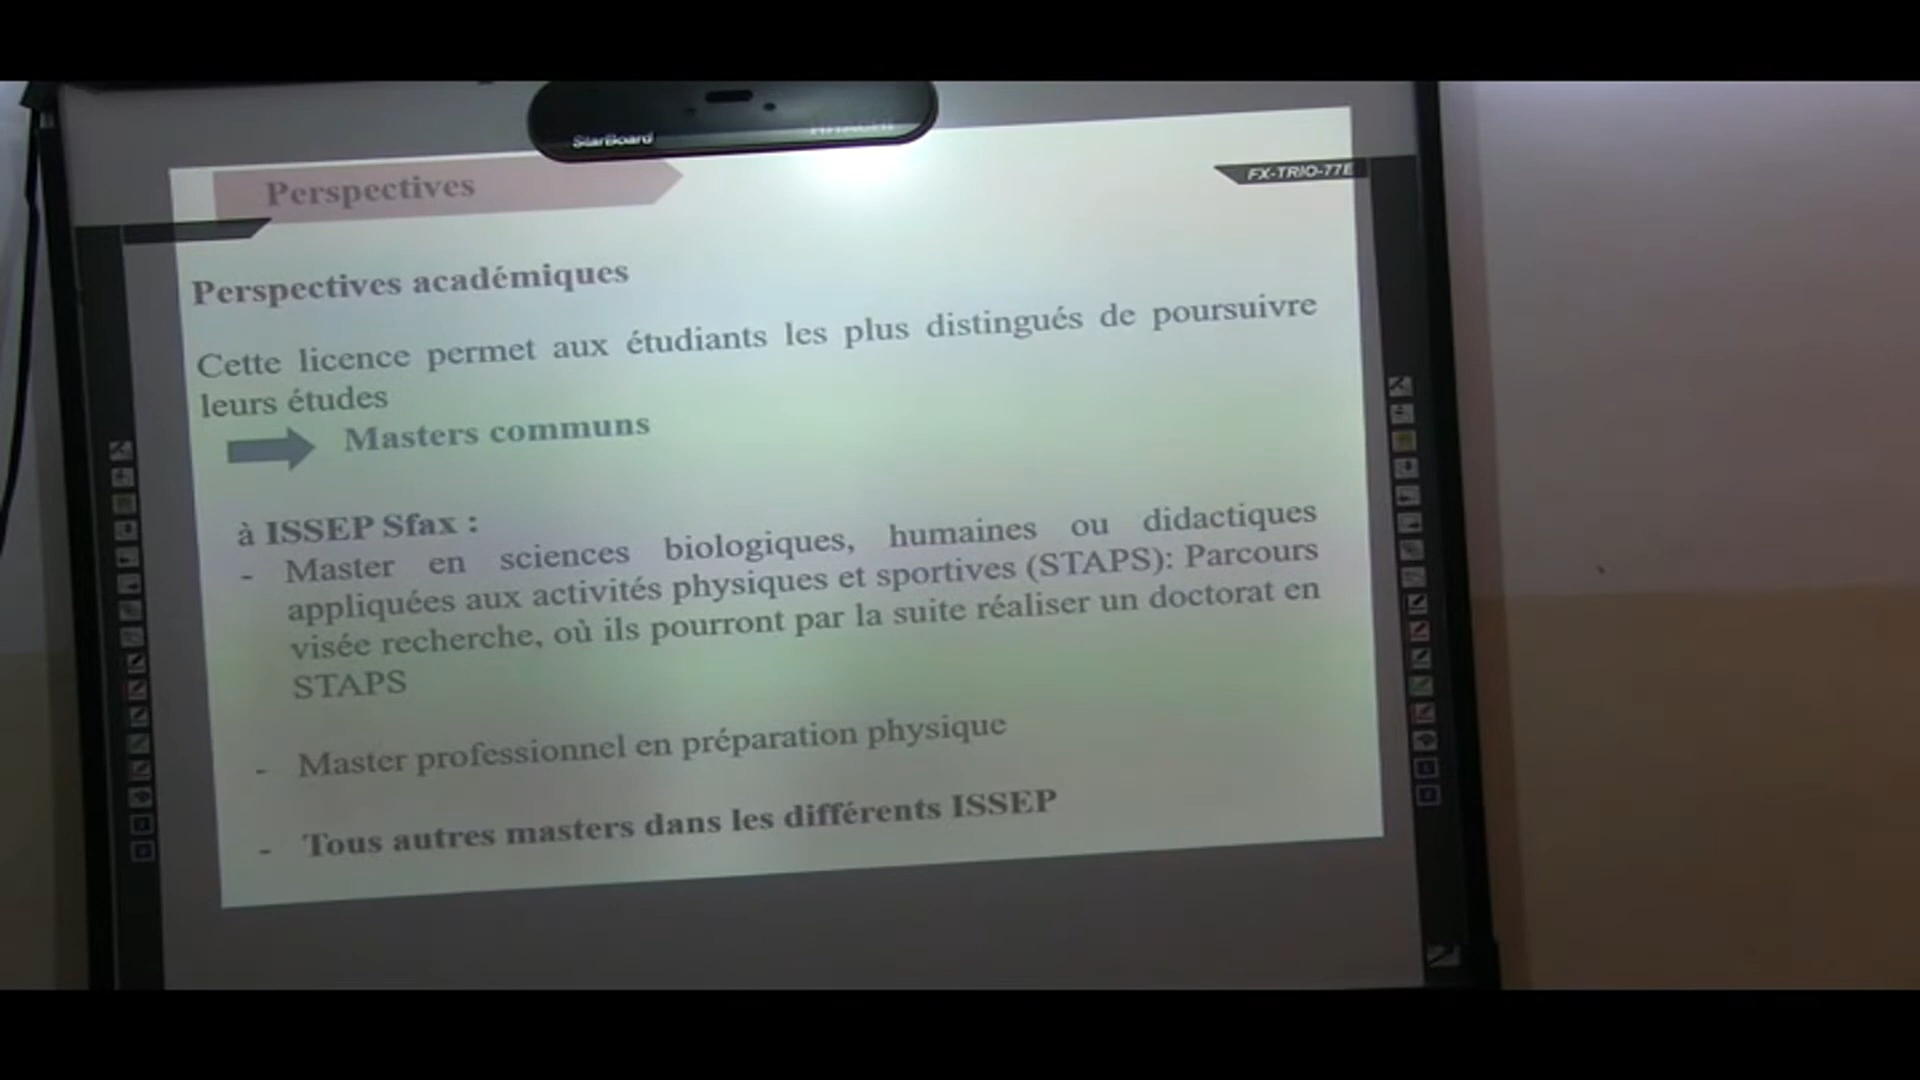 StarBoard
HITACHI
FX-TRIO-77E
Perspectives
Perspectives académiques
Cette licence permet aux étudiants les plus distingués de poursuivre
leurs études
Masters communs
à ISSEP Sfax :
- Master en sciences biologiques, humaines ou didactiques
appliquées aux activités physiques et sportives (STAPS): Parcours
visée recherche, où ils pourront par la suite réaliser un doctorat en
STAPS
- Master professionnel en préparation physique
- Tous autres masters dans les différents ISSEP